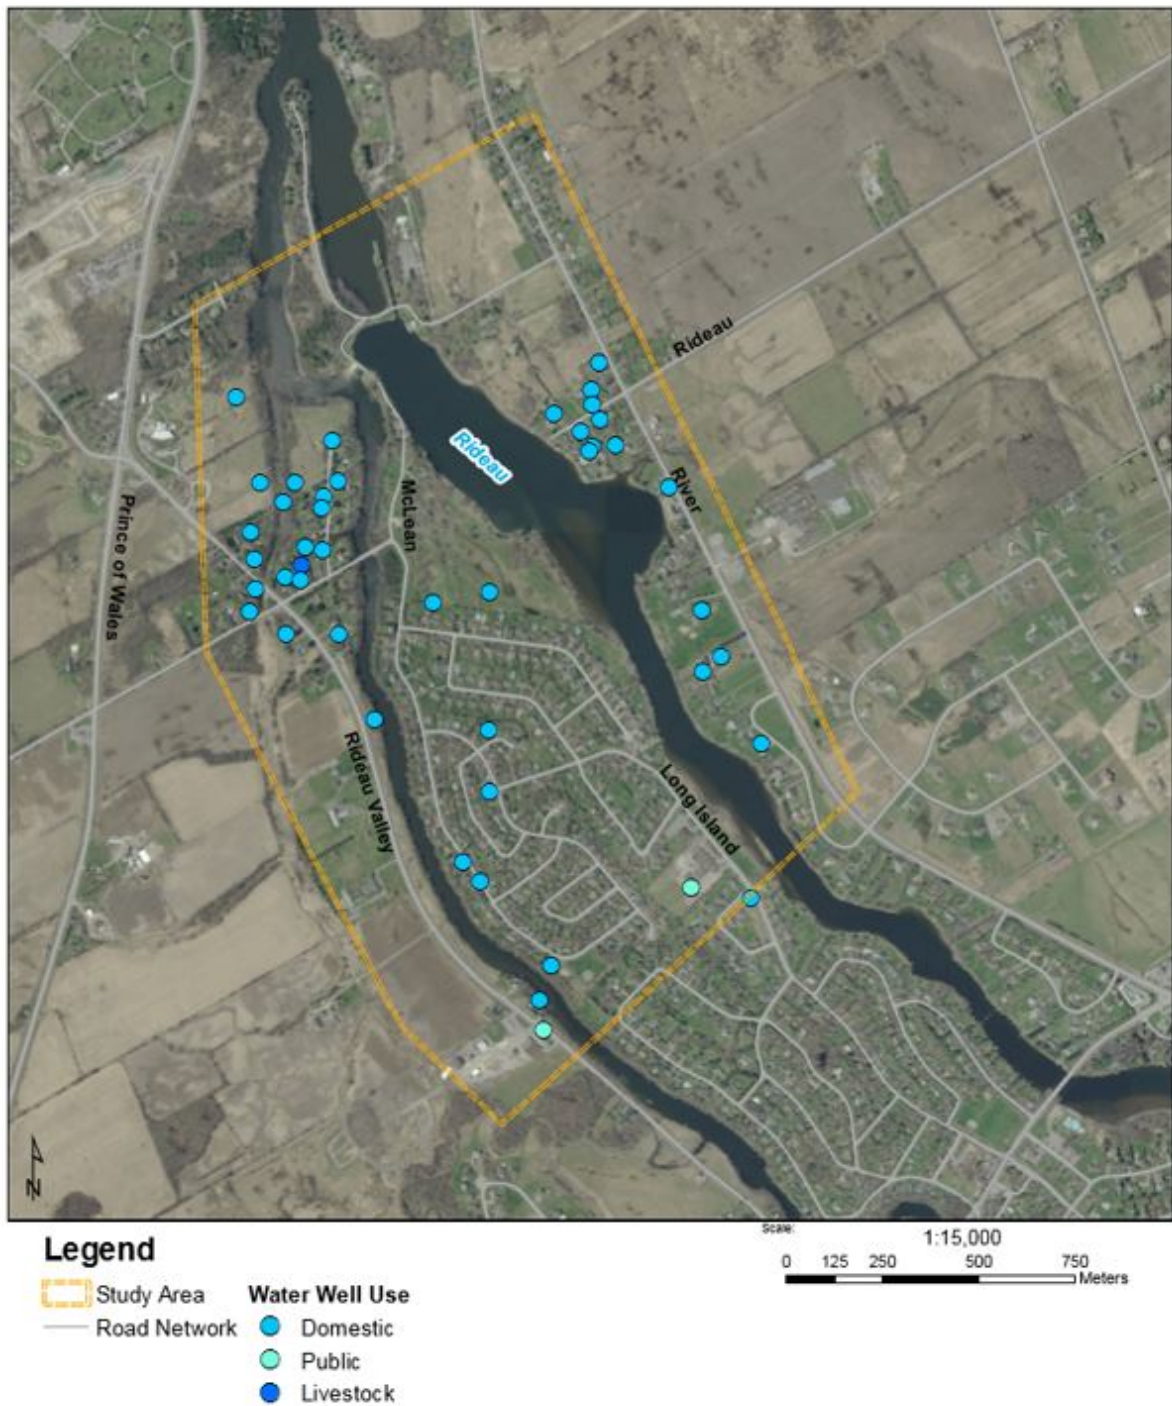 Rideau
Rideau
River
McLean
Prince of Wales
Rideau Valley
Long Island
N
Scale:
1:15,000
0 125 250 500 750
Meters
Legend
Study Area
Road Network
Water Well Use
Domestic
Public
Livestock